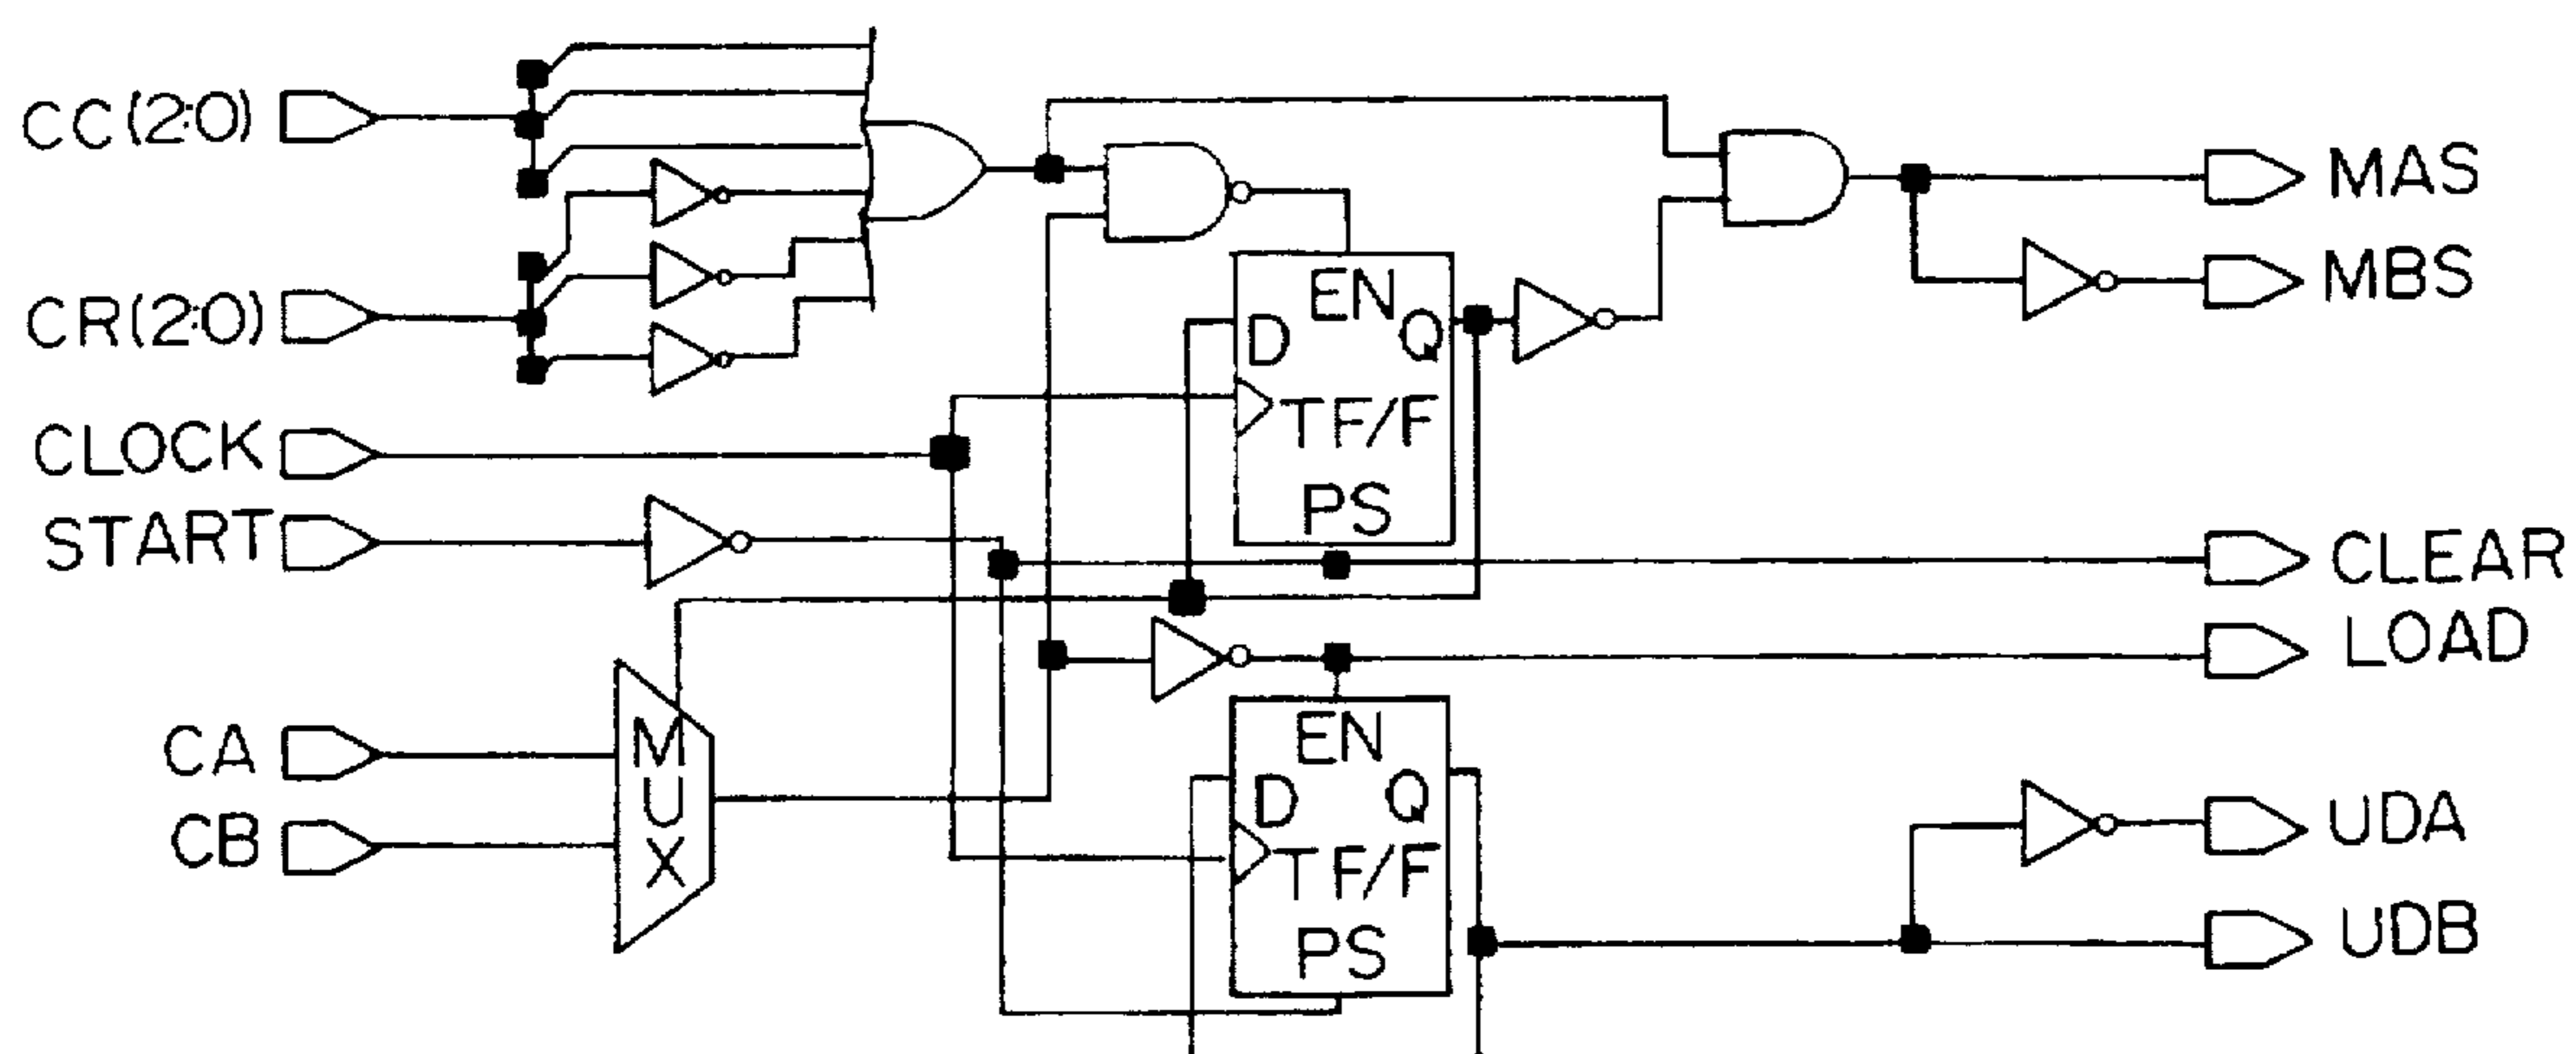 CC(2:0)
CR(2:0)
CLOCK
START
CA
CB
MUX
EN
D
Q
TF/F
PS
EN
D
Q
TF/F
PS
MAS
MBS
CLEAR
LOAD
UDA
UDB